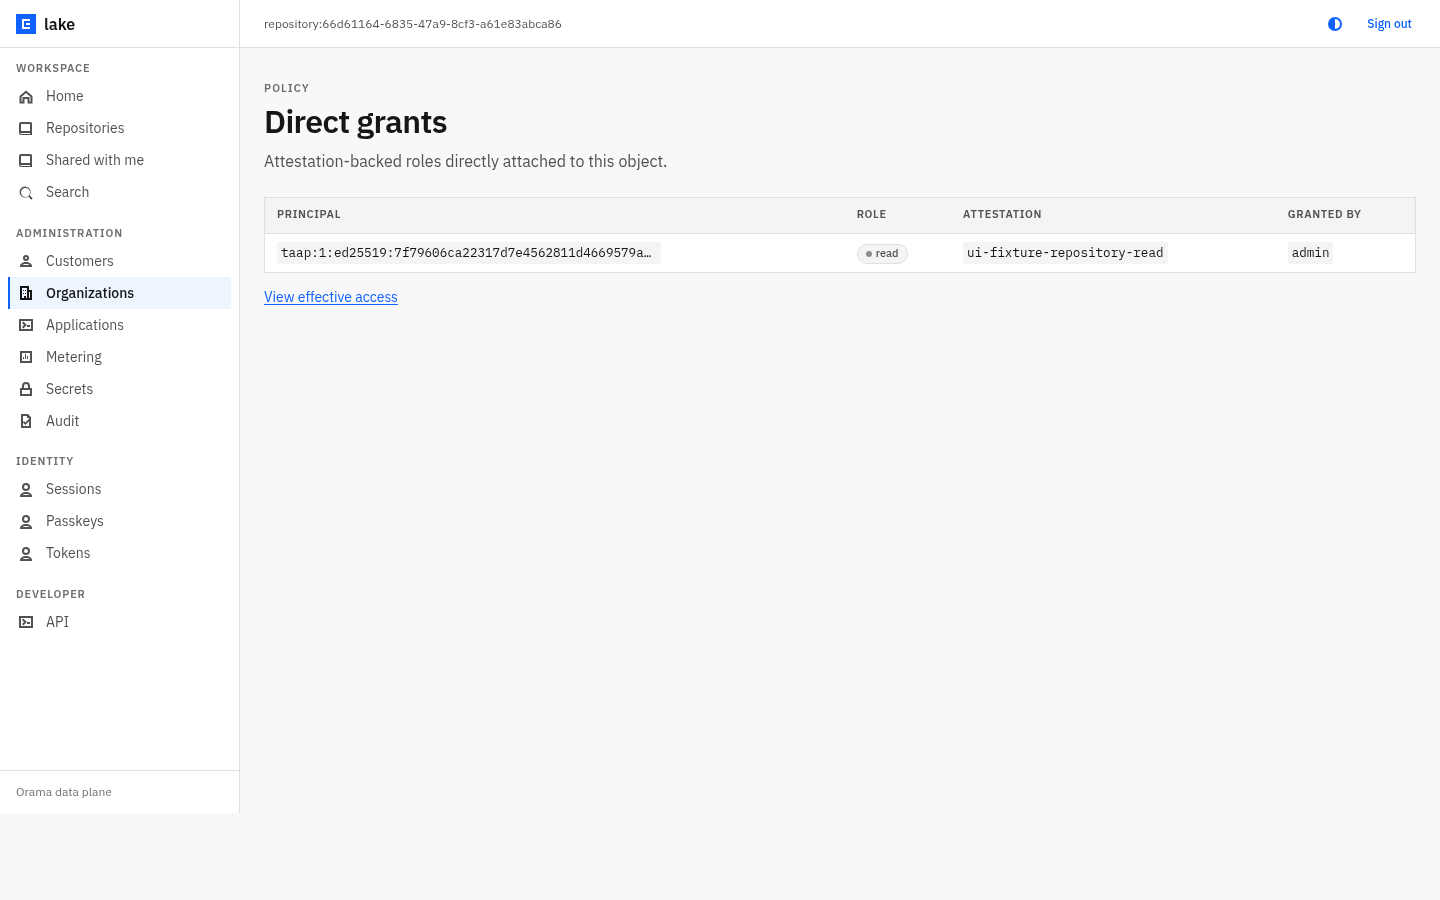 lake
repository:66d61164-6835-47a9-8cf3-a61e83abca86
Sign out
WORKSPACE
Home
Repositories
Shared with me
Search
ADMINISTRATION
Customers
Organizations
Applications
Metering
Secrets
Audit
IDENTITY
Sessions
Passkeys
Tokens
DEVELOPER
API
Orama data plane
POLICY
Direct grants
Attestation-backed roles directly attached to this object.
PRINCIPAL ROLE ATTESTATION GRANTED BY
taap:1:ed25519:7f79606ca22317d7e4562811d4669579a… read ui-fixture-repository-read admin
View effective access